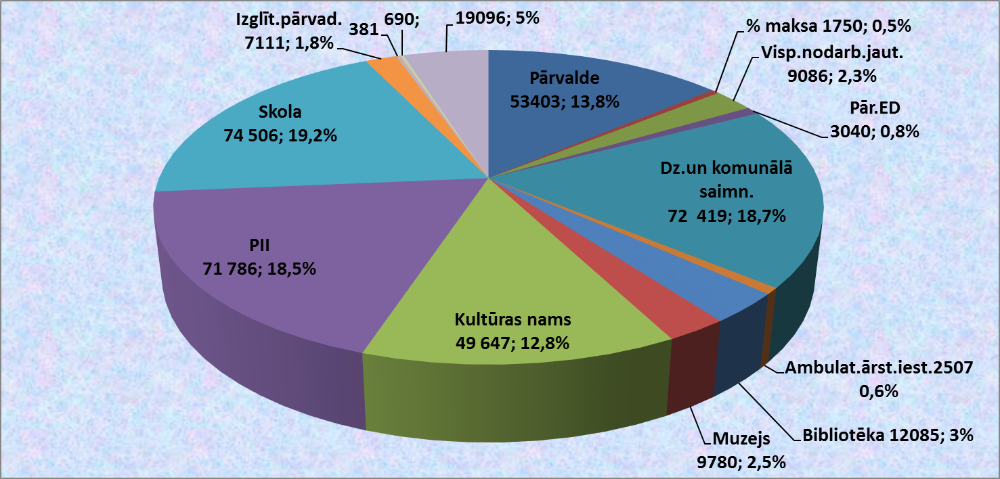 Izglīt.pārvad.
7111; 1,8%
381
690;
19096; 5%
% maksa 1750; 0,5%
Visp.nodarb.jaut.
9086; 2,3%
Pār.ED
3040; 0,8%
Pārvalde
53403; 13,8%
Skola
74 506; 19,2%
Dz.un komunālā
saimn.
72 419; 18,7%
PII
71 786; 18,5%
Kultūras nams
49 647; 12,8%
Ambulat.ārst.iest.2507
0,6%
Bibliotēka 12085; 3%
Muzejs
9780; 2,5%